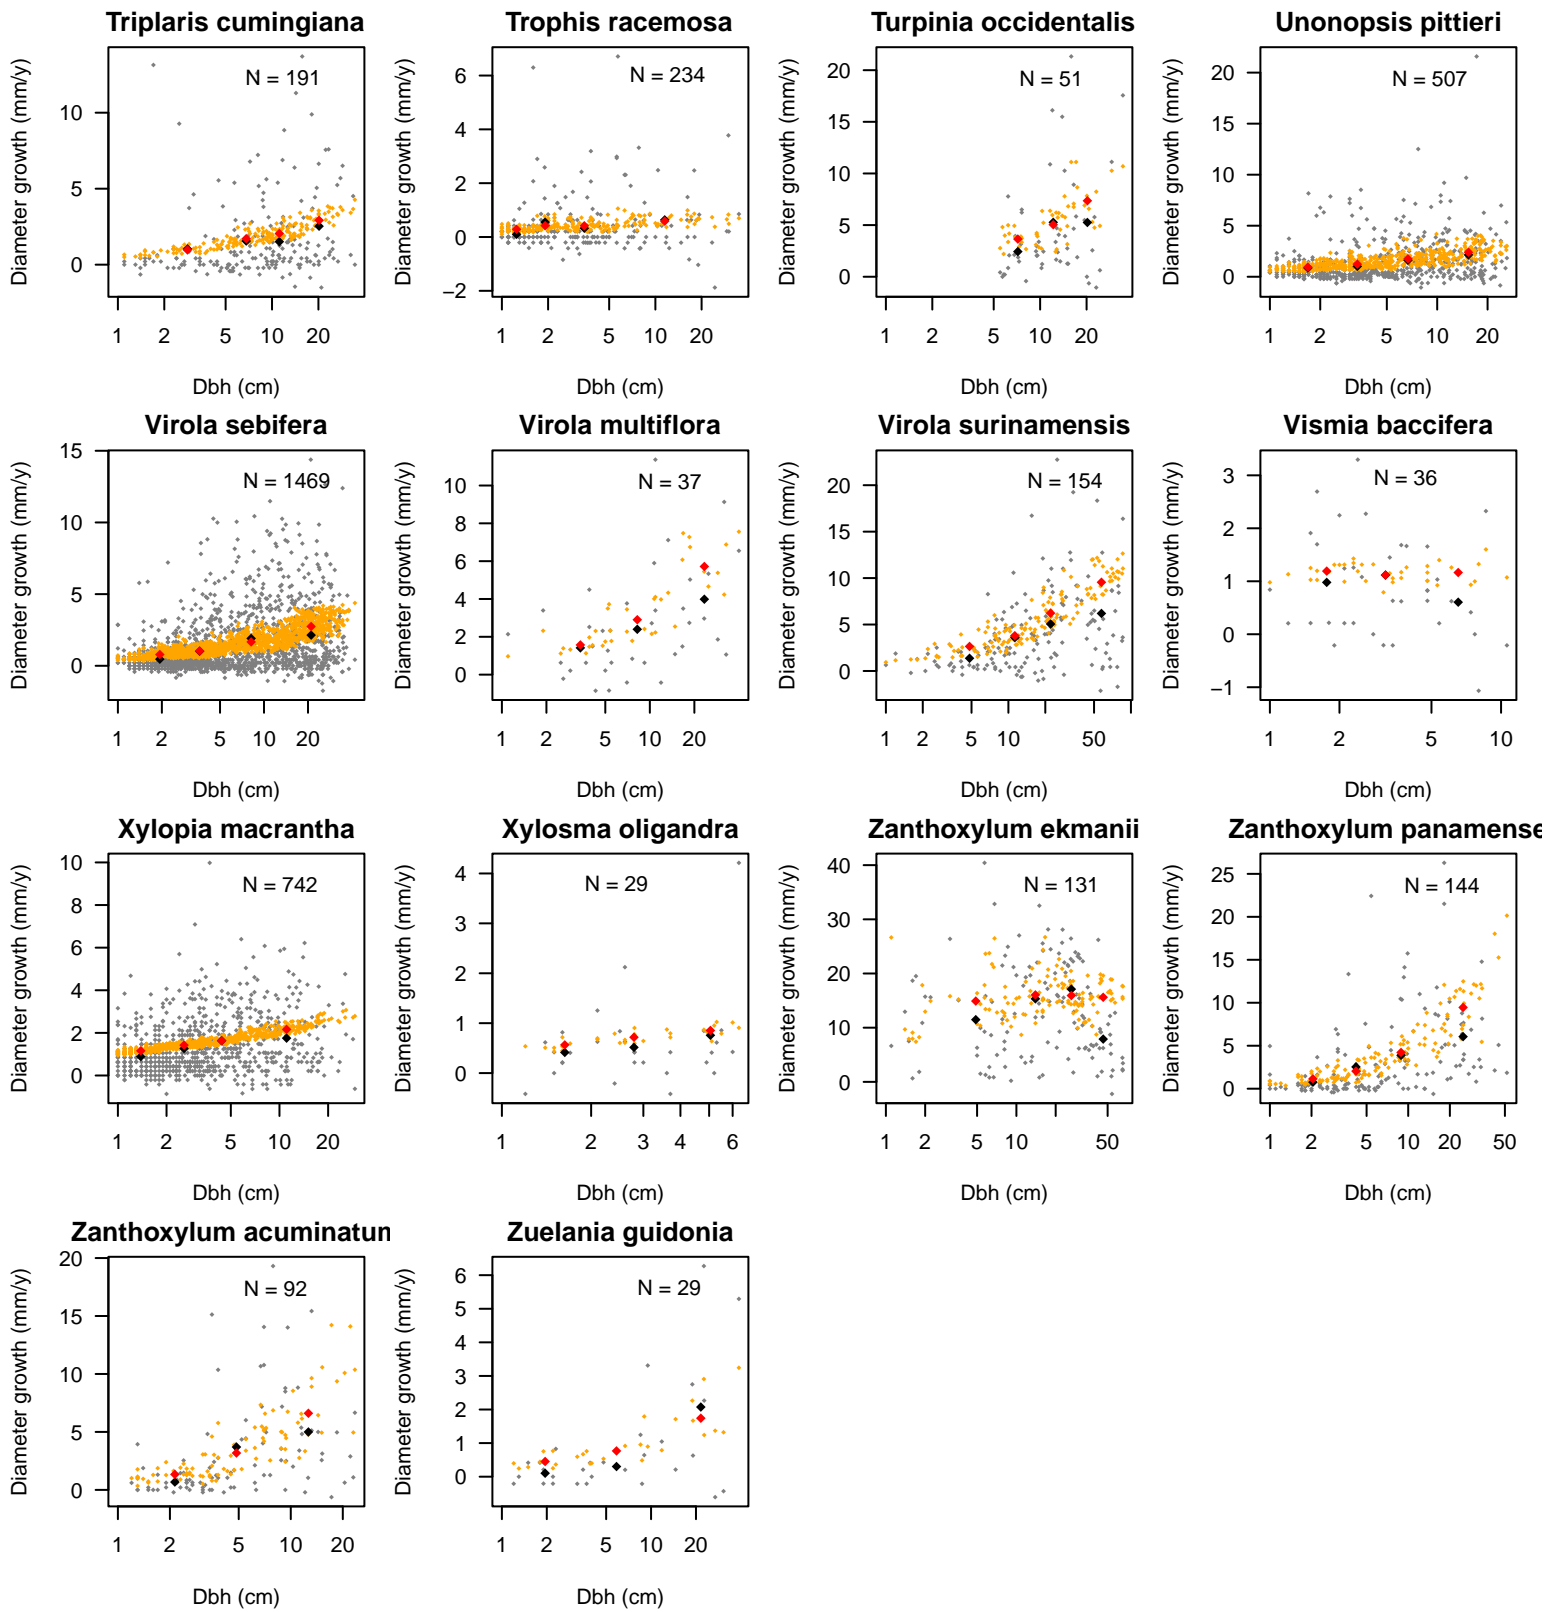 Triplaris cumingiana Trophis racemosa Turpinia occidentalis Unonopsis pittieri
Diameter growth (mm/y) 0 5 10 N = 191 1 2 5 10 20 Dbh (cm)
Diameter growth (mm/y) −2 0 2 4 6 N = 234 1 2 5 10 20 Dbh (cm)
Diameter growth (mm/y) 0 5 10 15 20 N = 51 1 2 5 10 20 Dbh (cm)
Diameter growth (mm/y) 0 5 10 15 20 N = 507 1 2 5 10 20 Dbh (cm)
Virola sebifera Virola multiflora Virola surinamensis Vismia baccifera
Diameter growth (mm/y) 0 5 10 15 N = 1469 1 2 5 10 20 Dbh (cm)
Diameter growth (mm/y) 0 2 4 6 8 10 N = 37 1 2 5 10 20 Dbh (cm)
Diameter growth (mm/y) 0 5 10 15 20 N = 154 1 2 5 10 50 Dbh (cm)
Diameter growth (mm/y) −1 0 1 2 3 N = 36 1 2 5 10 Dbh (cm)
Xylopia macrantha Xylosma oligandra Zanthoxylum ekmanii Zanthoxylum panamense
Diameter growth (mm/y) 0 2 4 6 8 10 N = 742 1 2 5 10 20 Dbh (cm)
Diameter growth (mm/y) 0 1 2 3 4 N = 29 1 2 3 4 6 Dbh (cm)
Diameter growth (mm/y) 0 10 20 30 40 N = 131 1 2 5 10 50 Dbh (cm)
Diameter growth (mm/y) 0 5 10 15 20 25 N = 144 1 2 5 10 20 50 Dbh (cm)
Zanthoxylum acuminatum Zuelania guidonia
Diameter growth (mm/y) 0 5 10 15 20 N = 92 1 2 5 10 20 Dbh (cm)
Diameter growth (mm/y) 0 1 2 3 4 5 6 N = 29 1 2 5 10 20 Dbh (cm)